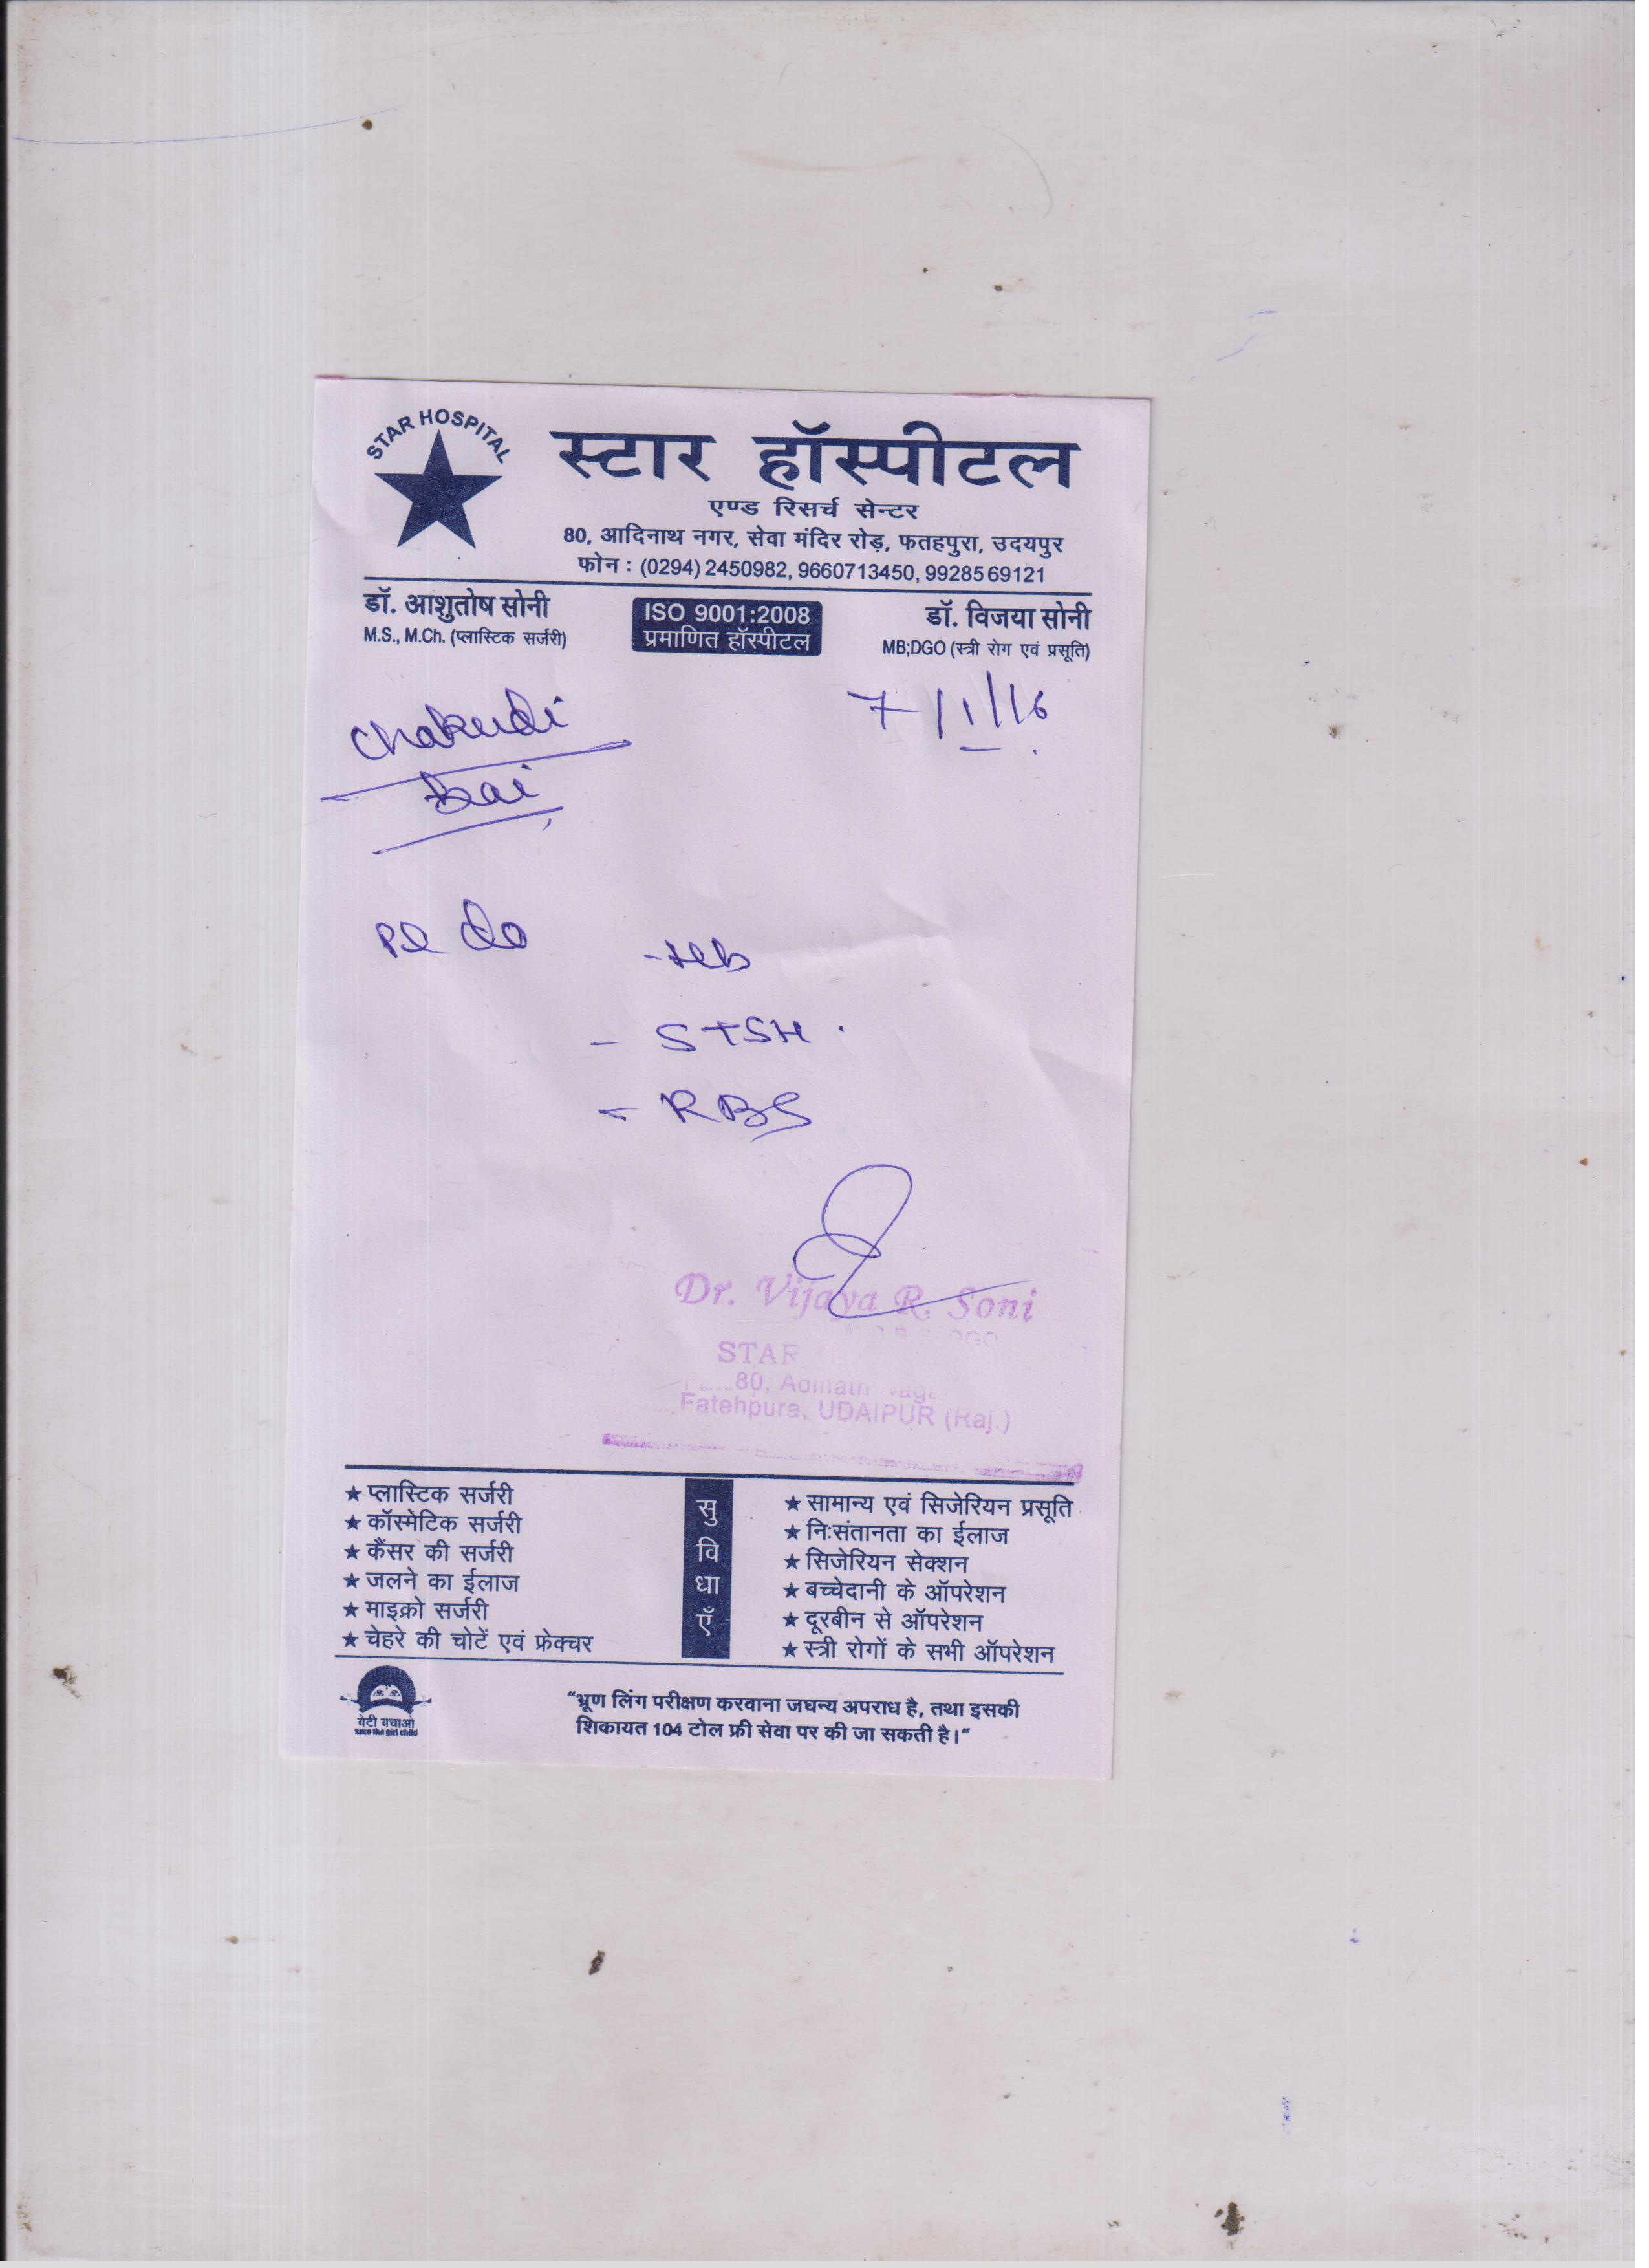 STAR HOSPITAL
स्टार हॉस्पीटल
एण्ड रिसर्च सेन्टर
80, आदिनाथ नगर, सेवा मंदिर रोड़, फतहपुरा, उदयपुर
फोन : (0294) 2450982, 9660713450, 9928569121
डॉ. आशुतोष सोनी
M.S., M.Ch. (प्लास्टिक सर्जरी)
ISO 9001:2008
प्रमाणित हॉस्पीटल
डॉ. विजया सोनी
MB;DGO (स्त्री रोग एवं प्रसूति)
7/1/16
Chakudi
Bai
Pl do
- Hb
- STSH
- RBS
Dr. Vijaya R. Soni
DGO
STAR
80,
Fatehpura, UDAIPUR (Raj.)
★ प्लास्टिक सर्जरी
★ कॉस्मेटिक सर्जरी
★ कैंसर की सर्जरी
★ जलने का ईलाज
★ माइक्रो सर्जरी
★ चेहरे की चोटें एवं फ्रेक्चर
सुविधाएँ
★ सामान्य एवं सिजेरियन प्रसूति
★ निःसंतानता का ईलाज
★ सिजेरियन सेक्शन
★ बच्चेदानी के ऑपरेशन
★ दूरबीन से ऑपरेशन
★ स्त्री रोगों के सभी ऑपरेशन
बेटी बचाओ
save the girl child
“भ्रूण लिंग परीक्षण करवाना जघन्य अपराध है, तथा इसकी
शिकायत 104 टोल फ्री सेवा पर की जा सकती है।”